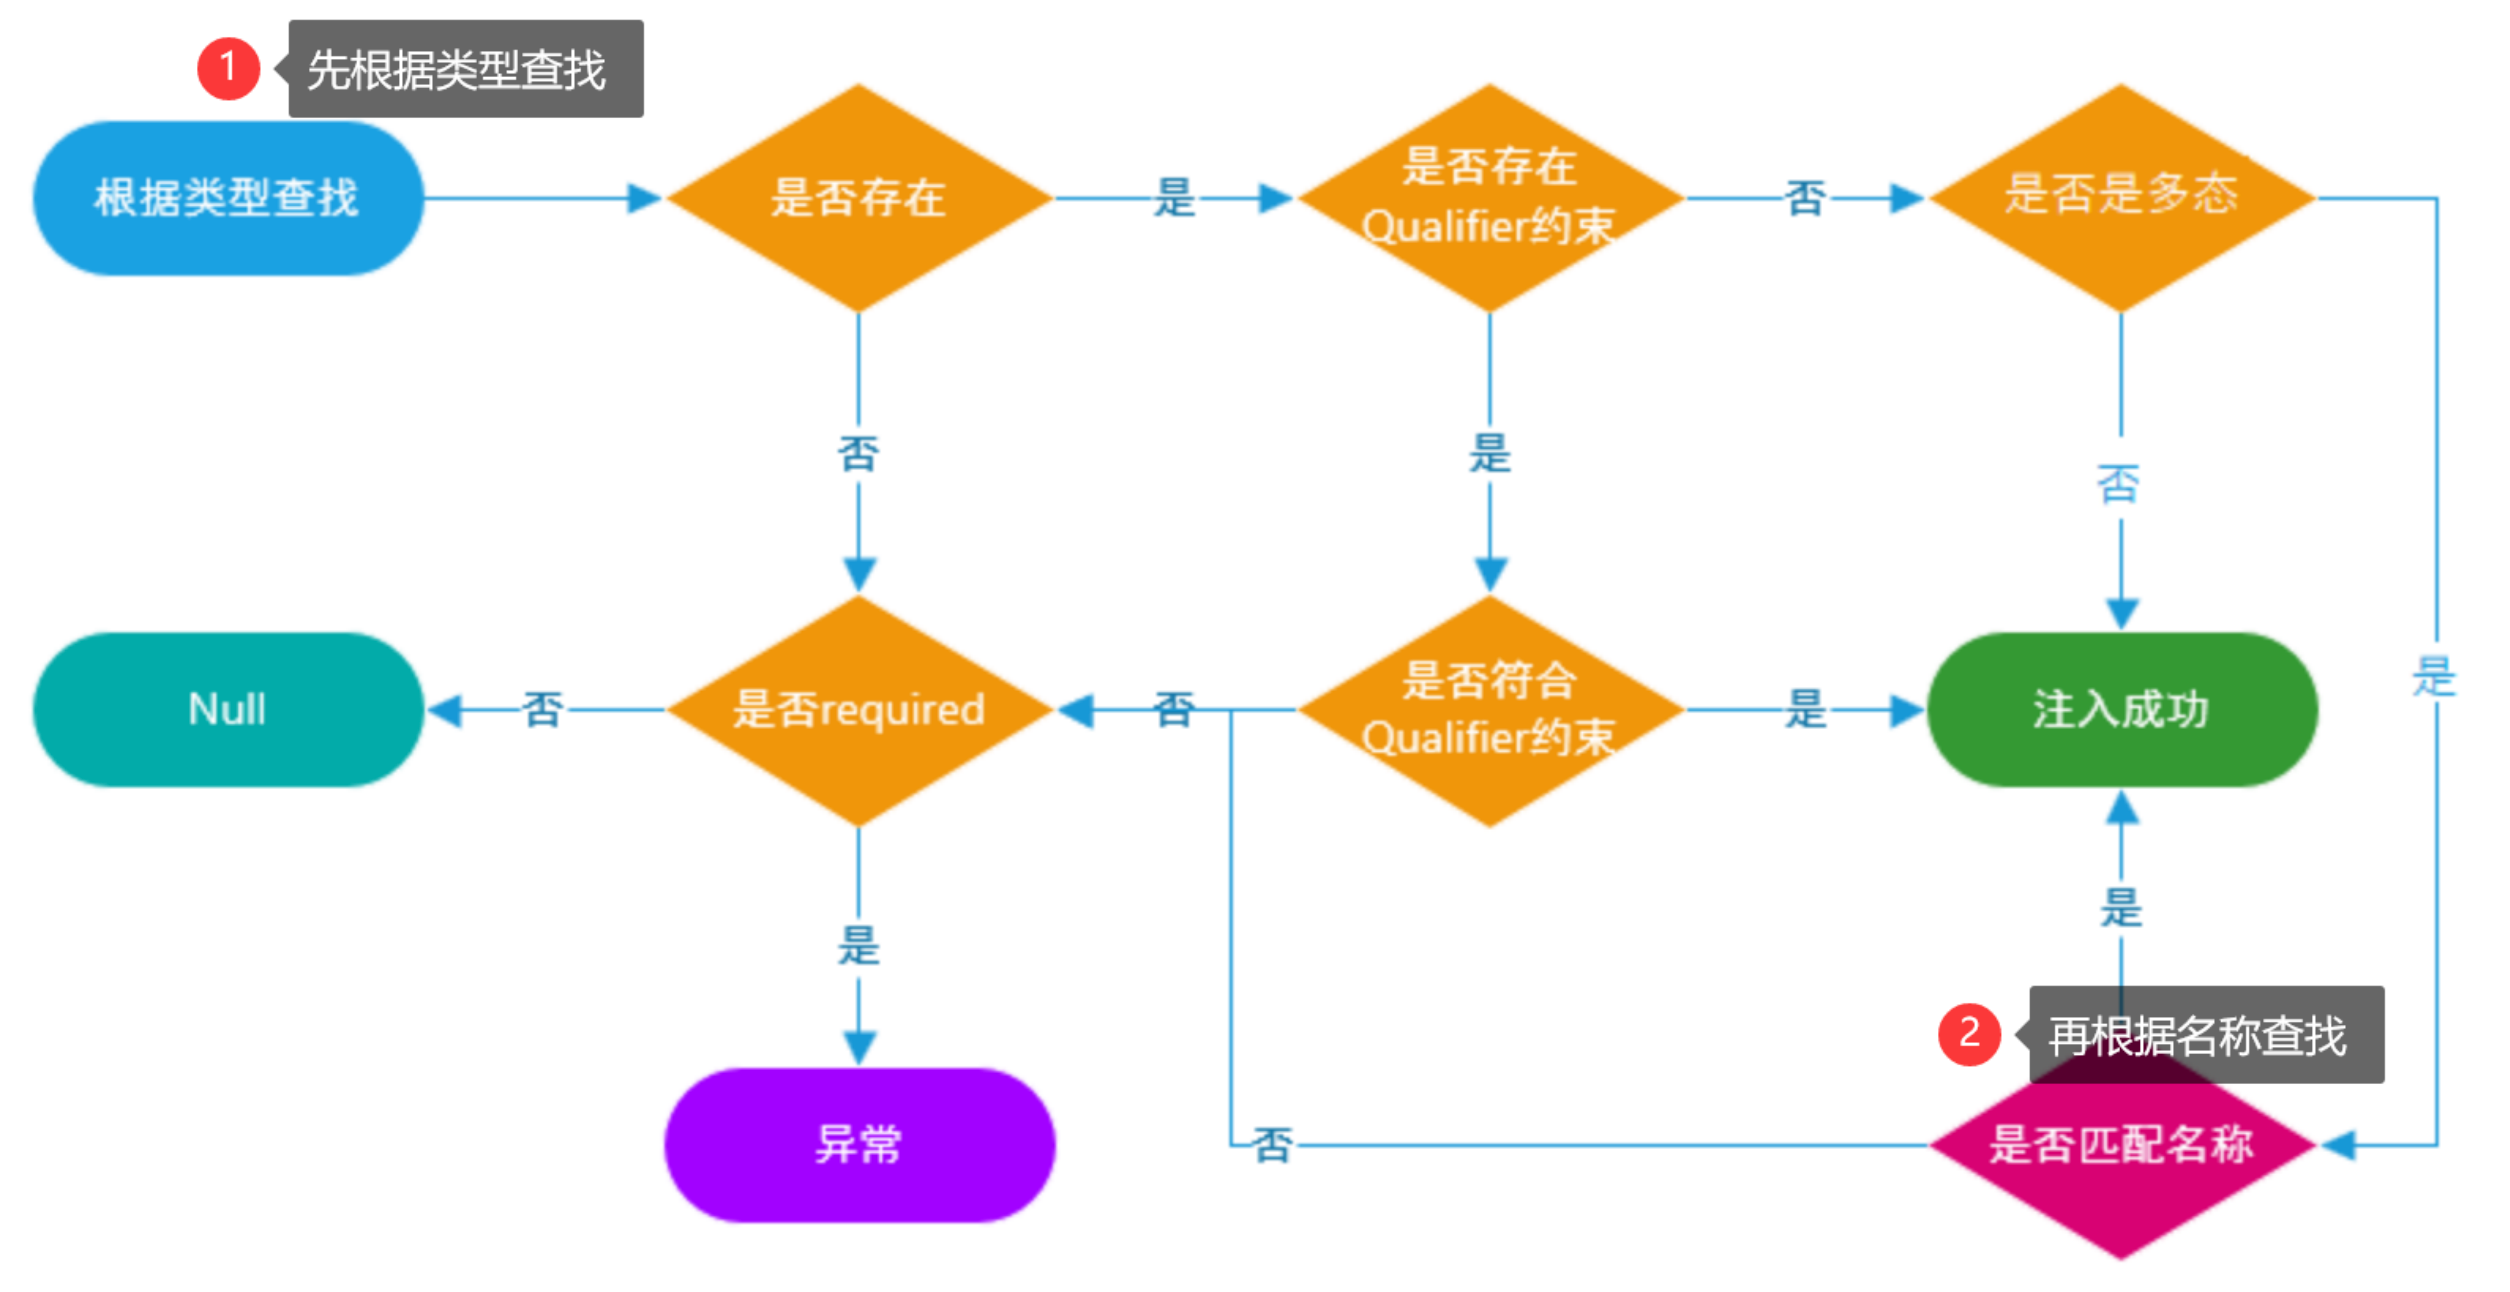 1
先根据类型查找
根据类型查找
是否存在
是
是否存在
Qualifier约束
否
是否是多态
否
是
否
是
Null
否
是否required
否
是否符合
Qualifier约束
是
注入成功
是
是
2
再根据名称查找
异常
否
是否匹配名称